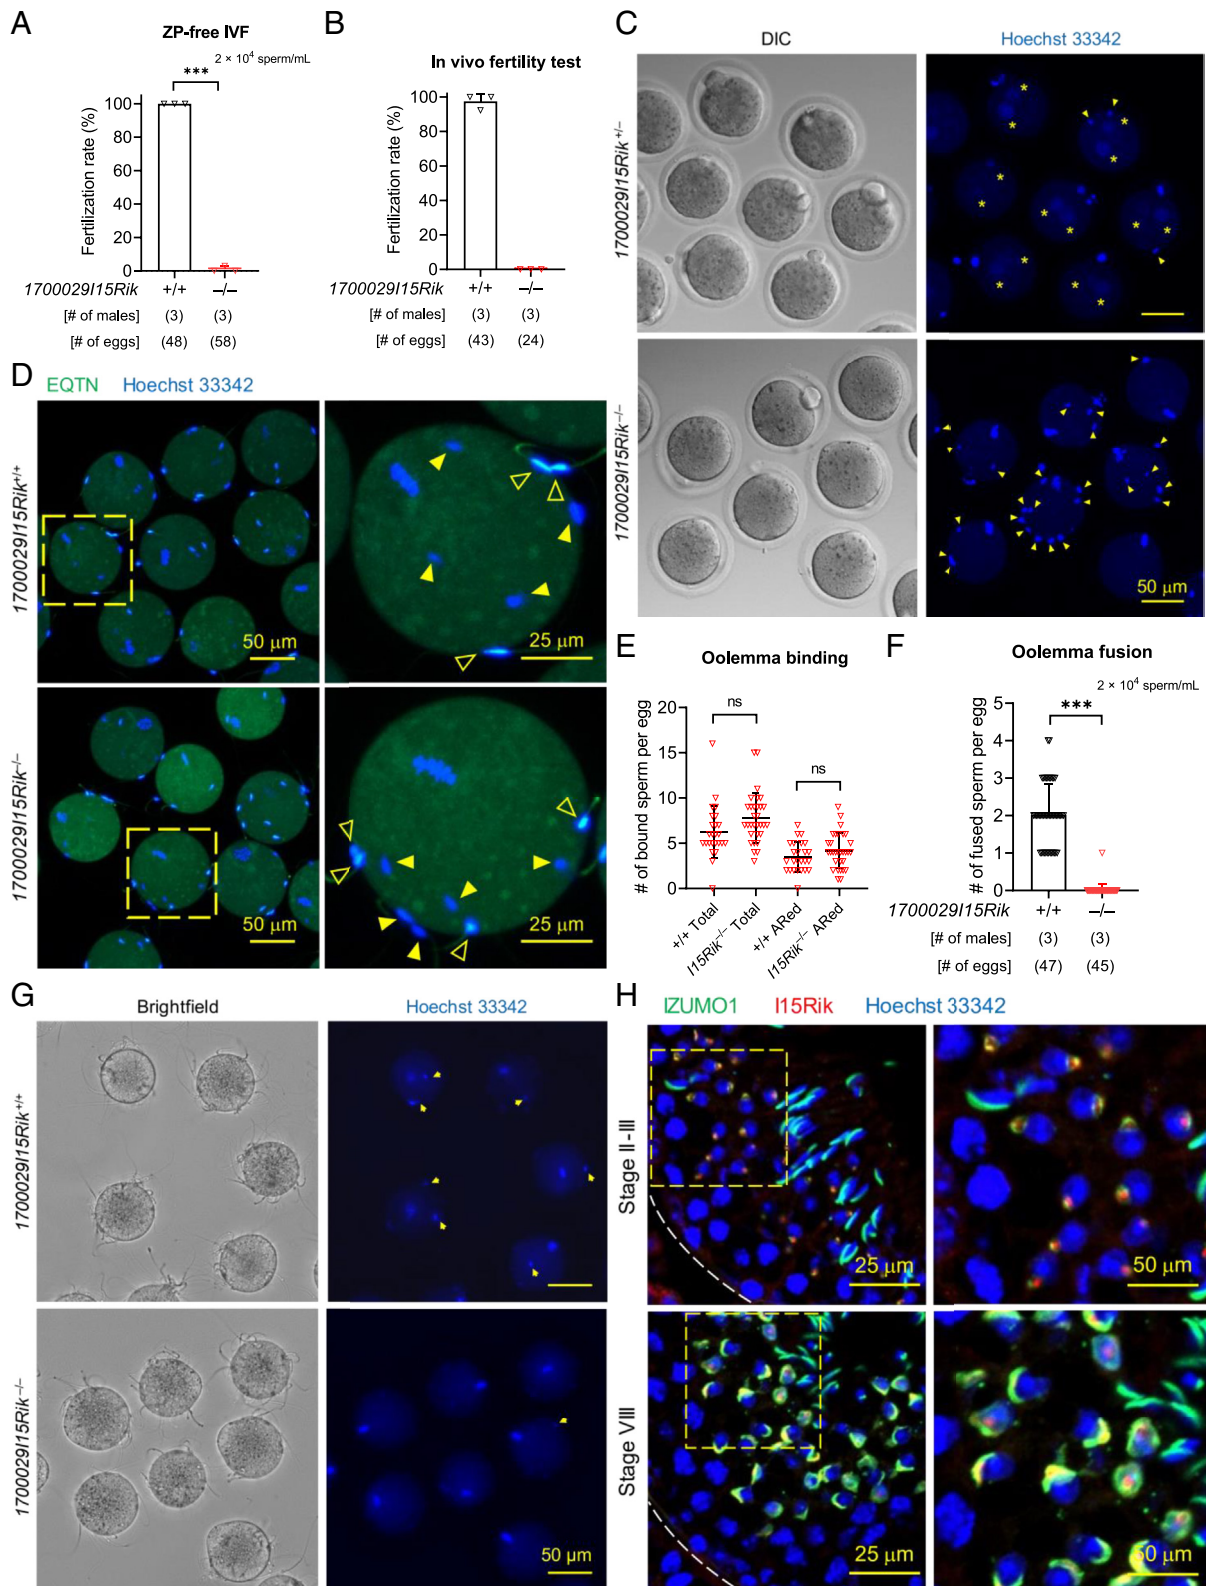 A
ZP-free IVF
2 × 10⁴ sperm/mL
***
Fertilization rate (%)
100
80
60
40
20
0
1700029I15Rik +/+ –/–
[# of males] (3) (3)
[# of eggs] (48) (58)
B
In vivo fertility test
Fertilization rate (%)
100
80
60
40
20
0
1700029I15Rik +/+ –/–
[# of males] (3) (3)
[# of eggs] (43) (24)
C
DIC Hoechst 33342
1700029I15Rik+/–
1700029I15Rik–/–
50 µm
D
EQTN Hoechst 33342
1700029I15Rik+/+
50 µm 25 µm
1700029I15Rik–/–
50 µm 25 µm
E
Oolemma binding
# of bound sperm per egg
20
15
10
5
0
ns
ns
+/+ Total
I15Rik–/– Total
+/+ ARed
I15Rik–/– ARed
F
Oolemma fusion
2 × 10⁴ sperm/mL
***
# of fused sperm per egg
5
4
3
2
1
0
1700029I15Rik +/+ –/–
[# of males] (3) (3)
[# of eggs] (47) (45)
G
Brightfield Hoechst 33342
1700029I15Rik+/+
1700029I15Rik–/–
50 µm
H
IZUMO1 I15Rik Hoechst 33342
Stage II-III
25 µm 50 µm
Stage VIII
25 µm 50 µm